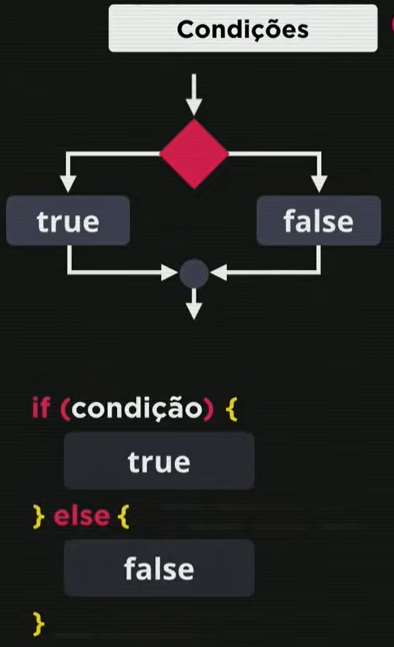 Condições
true false
if (condição) {
true
} else {
false
}